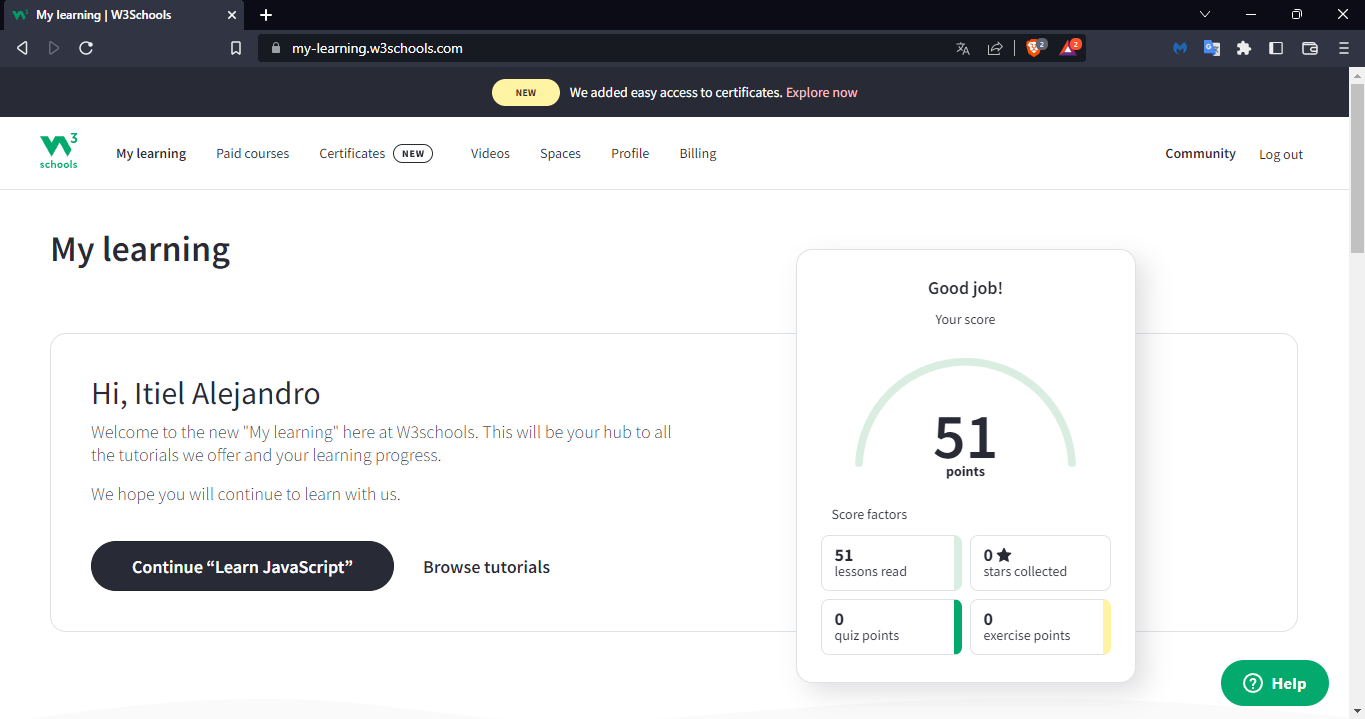 My learning | W3Schools
my-learning.w3schools.com
2
2
NEW We added easy access to certificates. Explore now
W3 schools
My learning Paid courses Certificates NEW Videos Spaces Profile Billing Community Log out
My learning
Good job!
Your score
51
points
Hi, Itiel Alejandro
Welcome to the new "My learning" here at W3schools. This will be your hub to all
the tutorials we offer and your learning progress.
We hope you will continue to learn with us.
Continue “Learn JavaScript” Browse tutorials
Score factors
51
lessons read
0
stars collected
0
quiz points
0
exercise points
Help